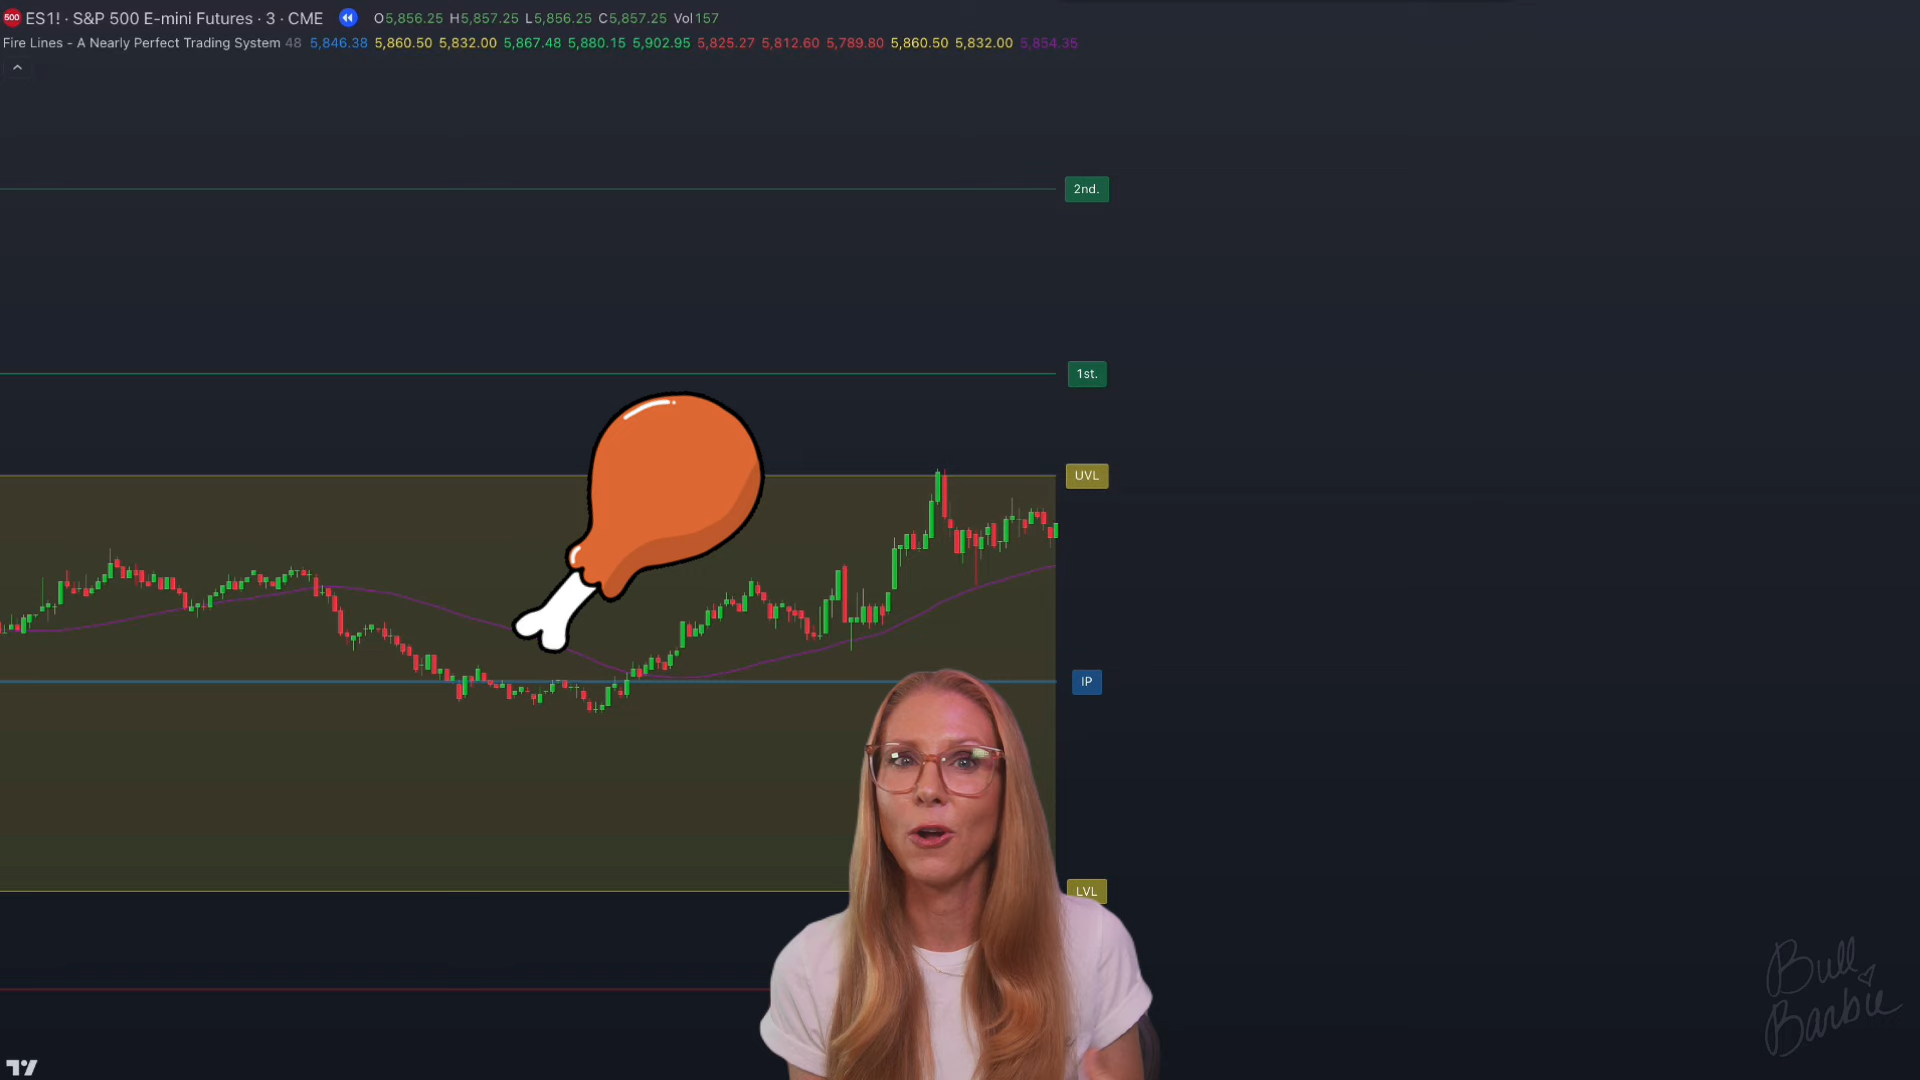 500 ES1! · S&P 500 E-mini Futures · 3 · CME O5,856.25 H5,857.25 L5,856.25 C5,857.25 Vol157
Fire Lines - A Nearly Perfect Trading System 48 5,846.38 5,860.50 5,832.00 5,867.48 5,880.15 5,902.95 5,825.27 5,812.60 5,789.80 5,860.50 5,832.00 5,854.35
2nd.
1st.
UVL
IP
LVL
Bull
Barbie